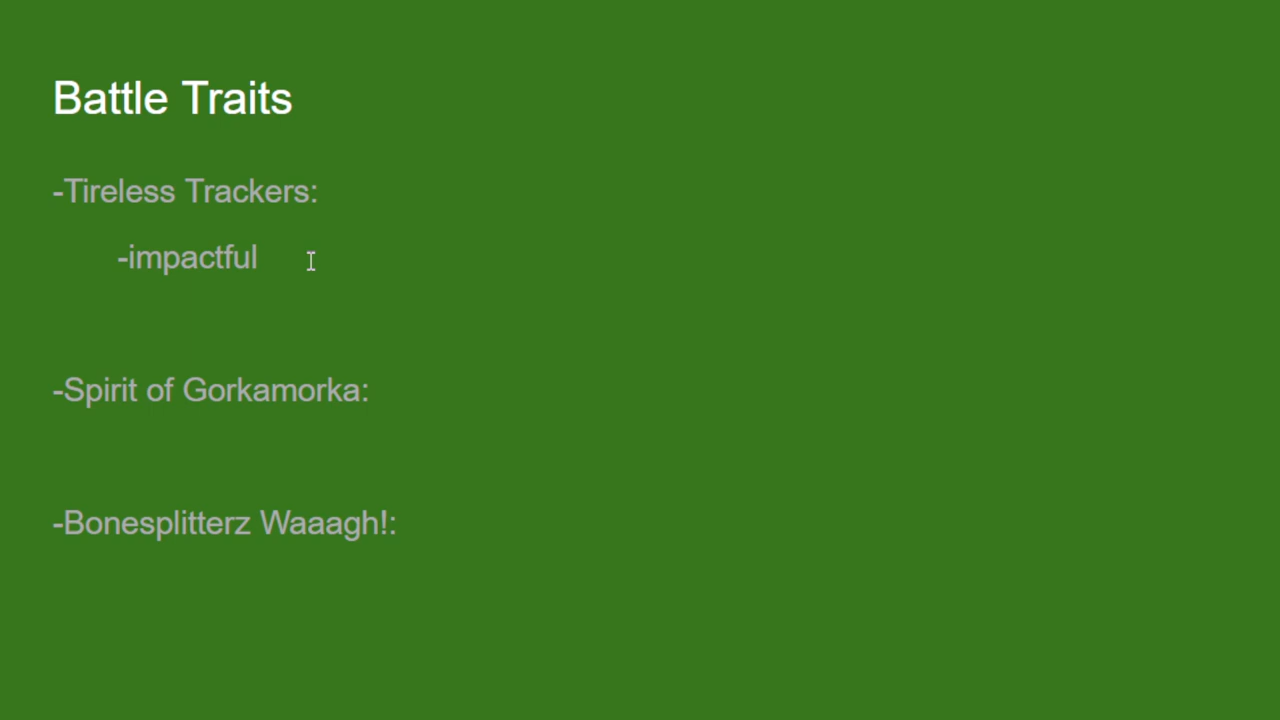 Battle Traits
-Tireless Trackers:
-impactful
-Spirit of Gorkamorka:
-Bonesplitterz Waaagh!: